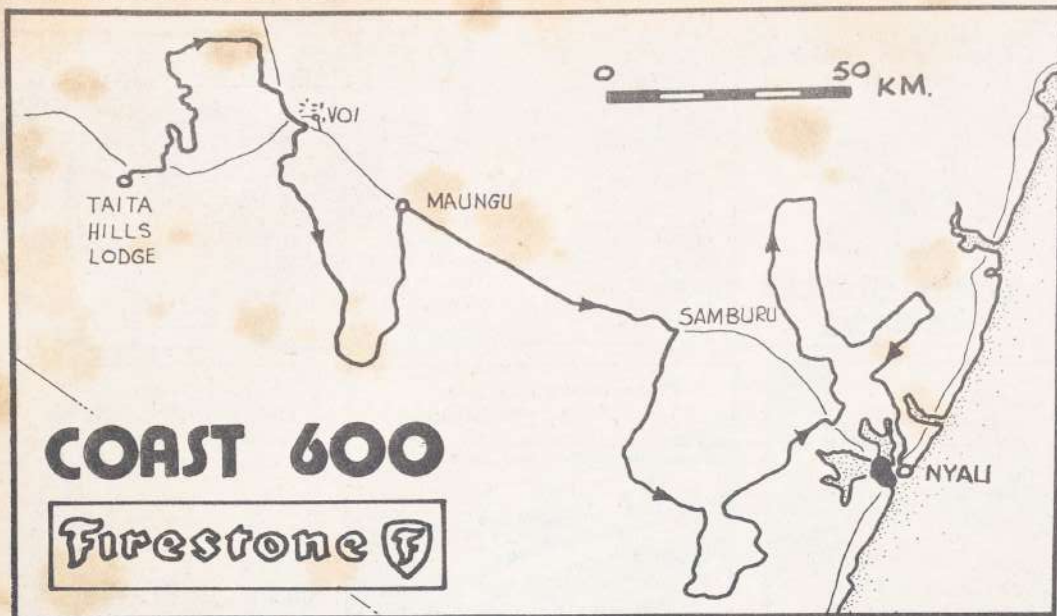 0 50 KM.
VOI
TAITA
HILLS
LODGE
MAUNGU
SAMBURU
NYALI
COAST 600
Firestone F